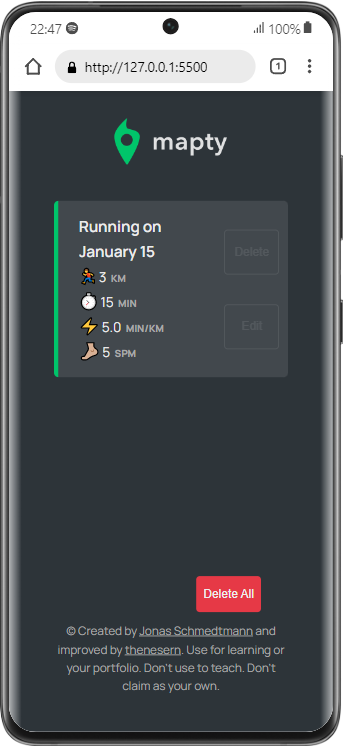 22:47 100%
http://127.0.0.1:5500 1
mapty
Running on
January 15
3 KM
15 MIN
5.0 MIN/KM
5 SPM
Delete
Edit
Delete All
© Created by Jonas Schmedtmann and
improved by thenesern. Use for learning or
your portfolio. Don't use to teach. Don't
claim as your own.